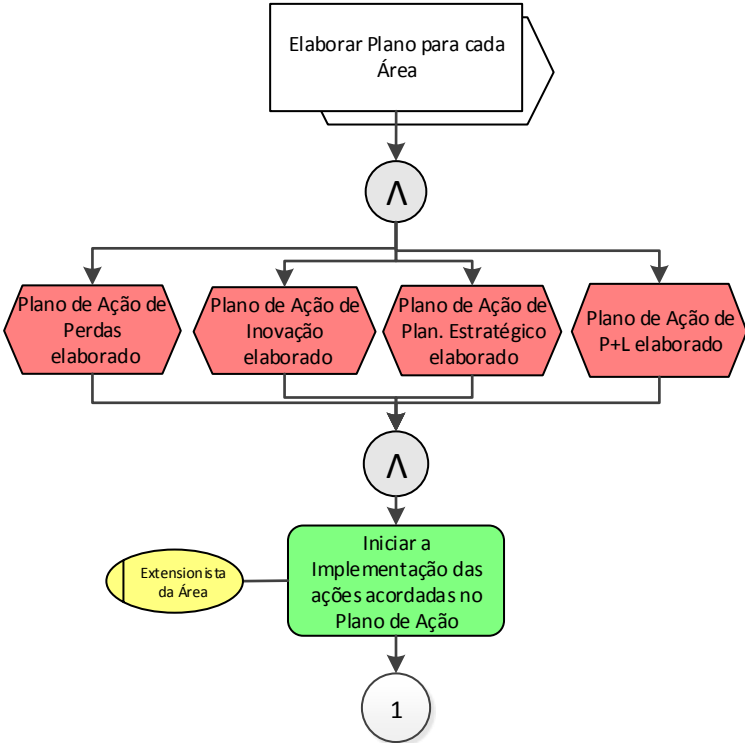 Elaborar Plano para cada
Área
Λ
Plano de Ação de
Perdas
elaborado
Plano de Ação de
Inovação
elaborado
Plano de Ação de
Plan. Estratégico
elaborado
Plano de Ação de
P+L elaborado
Λ
Iniciar a
Implementação das
ações acordadas no
Plano de Ação
Extensionista
da Área
1